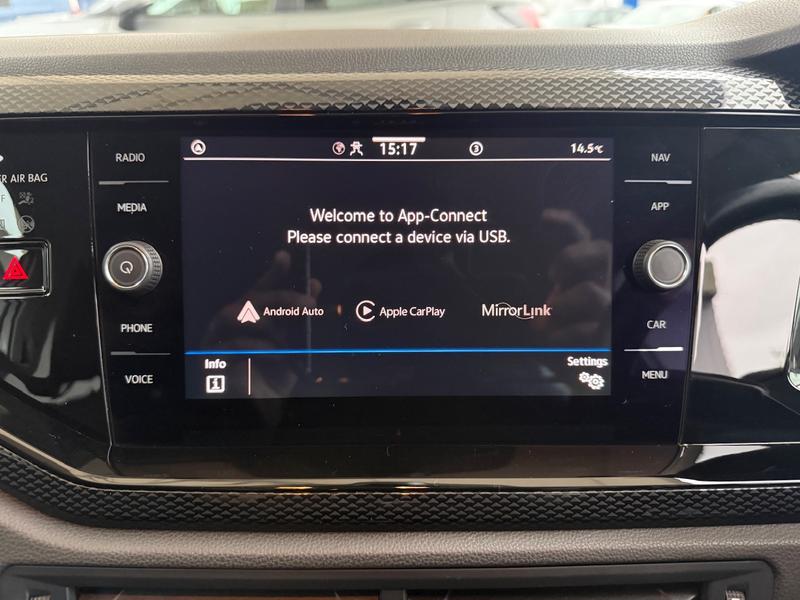 R AIR BAG
RADIO
MEDIA
PHONE
VOICE
15:17
3
14.5°C
Welcome to App-Connect
Please connect a device via USB.
Android Auto
Apple CarPlay
MirrorLink
Info
i
Settings
NAV
APP
CAR
MENU